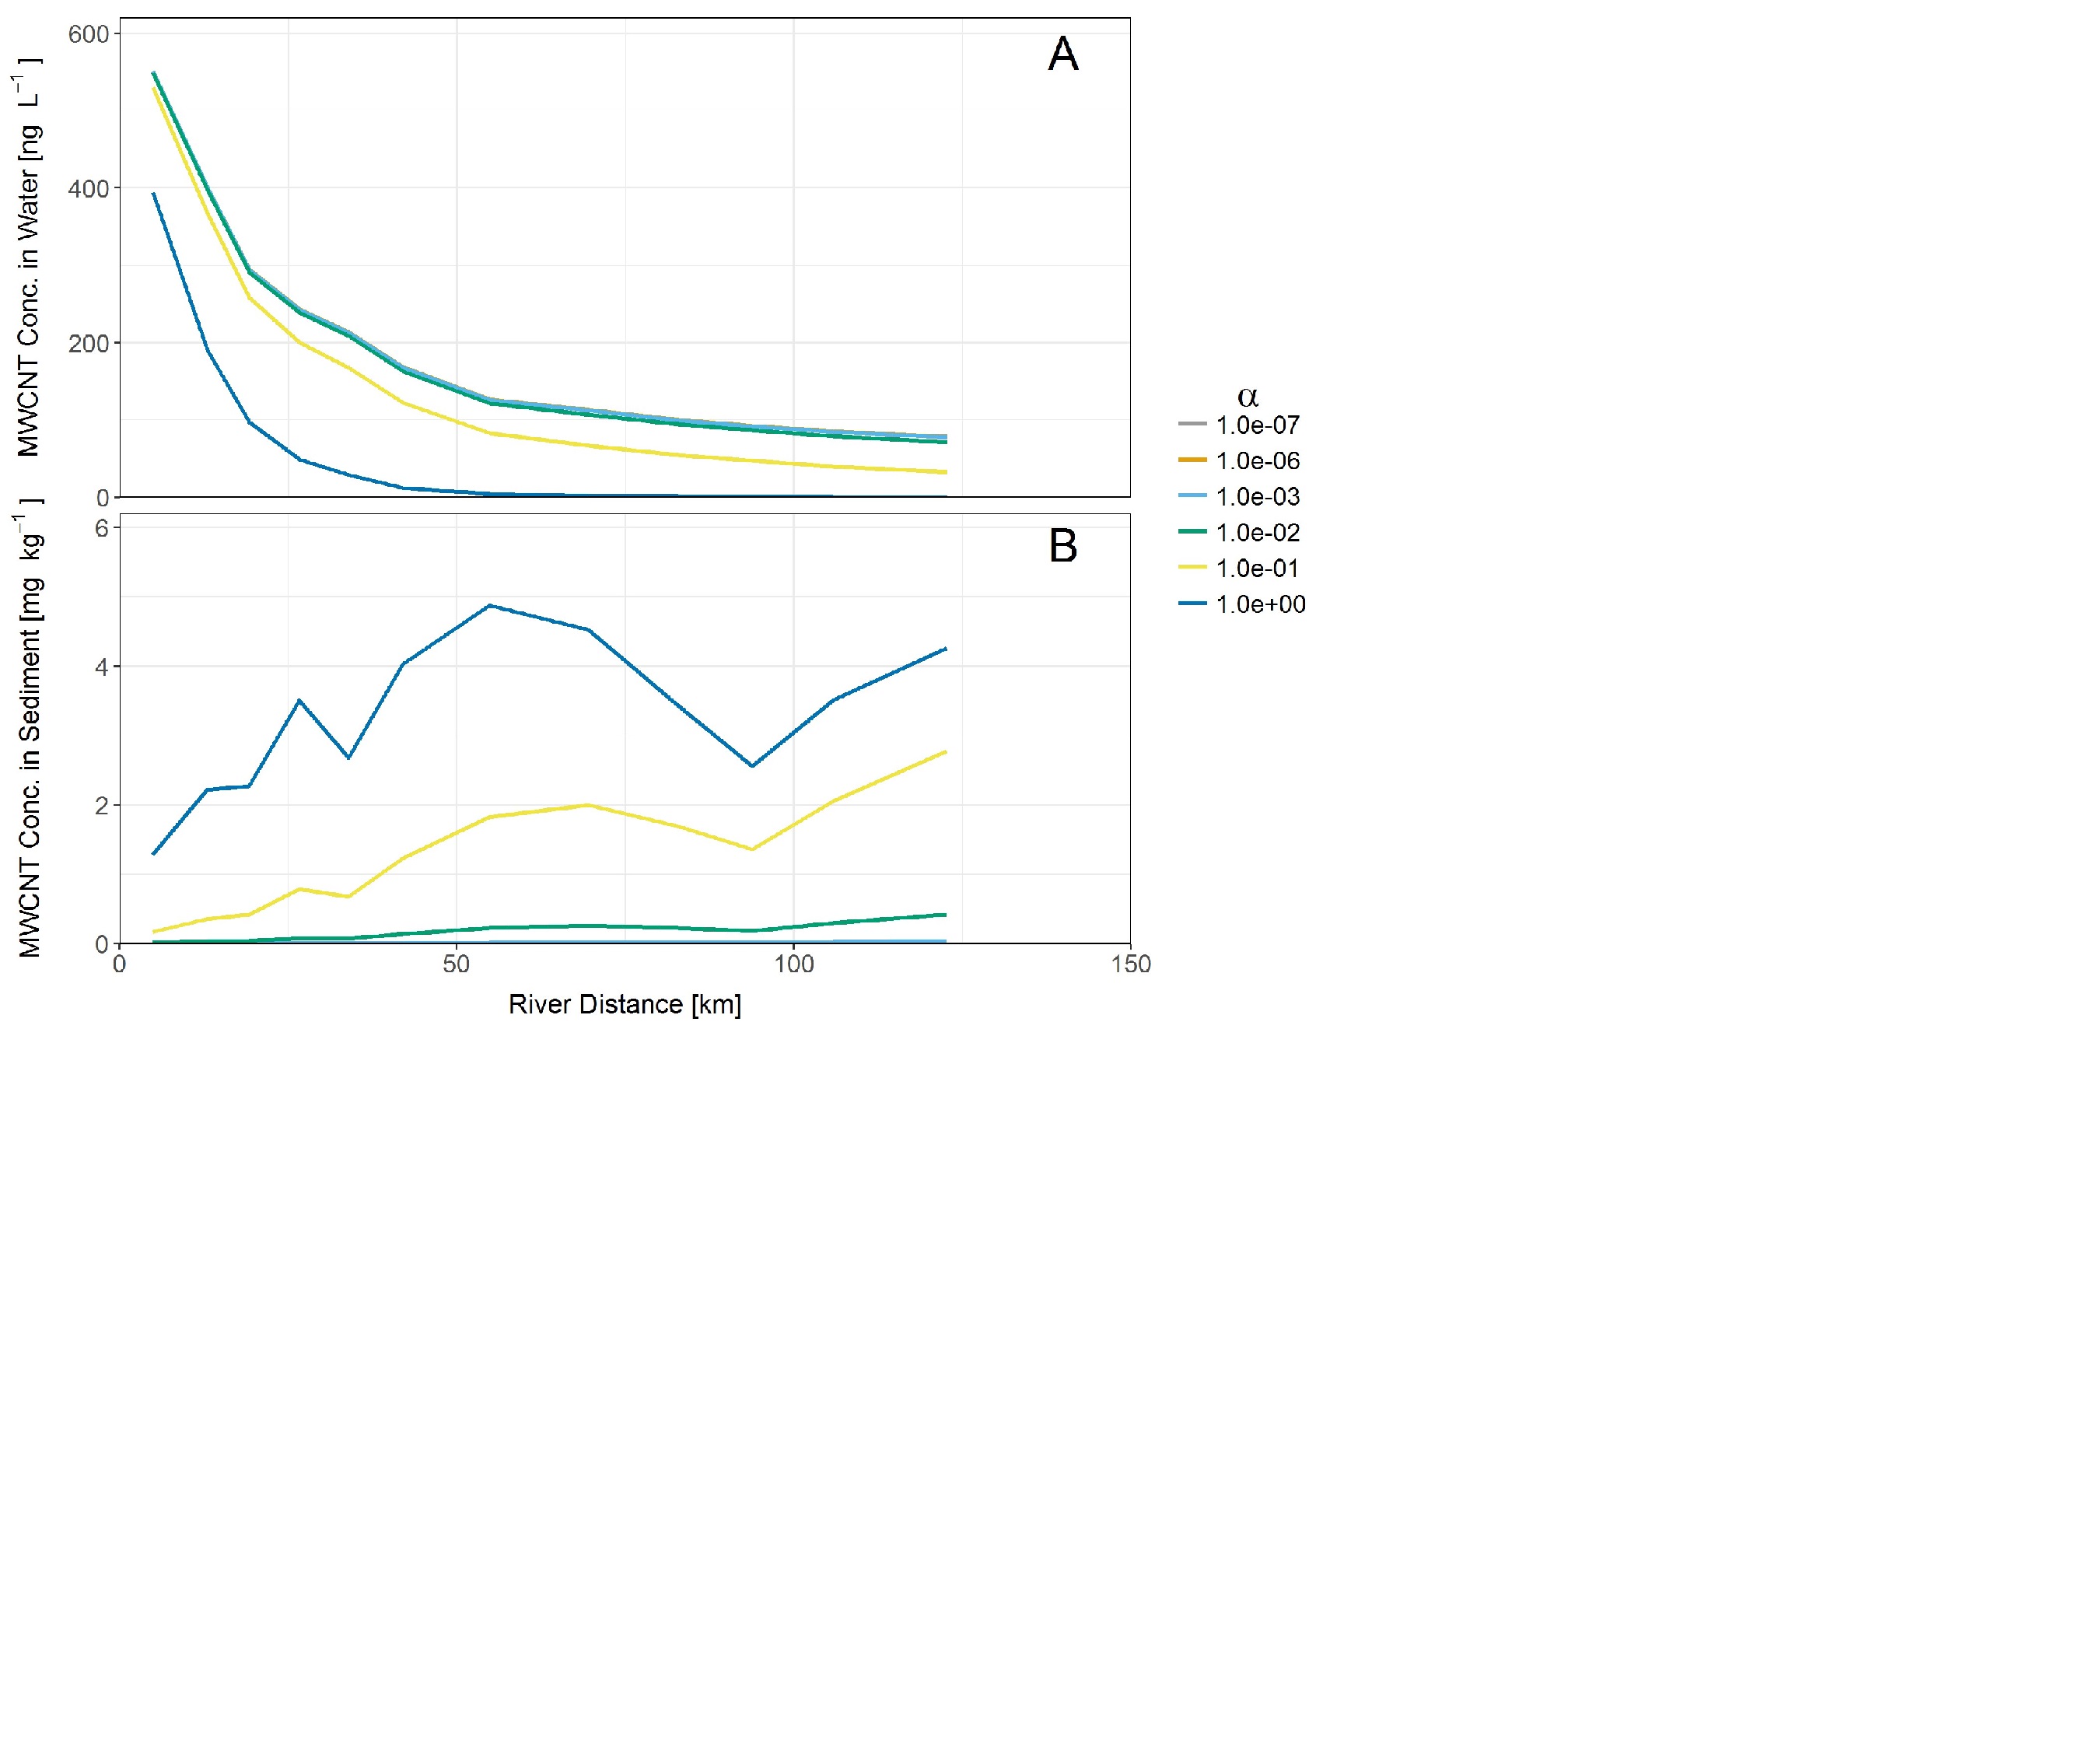 A
MWCNT Conc. in Water [ng L⁻¹ ]
600
400
200
0
B
MWCNT Conc. in Sediment [mg kg⁻¹ ]
6
4
2
0
0 50 100 150
River Distance [km]
α
1.0e-07
1.0e-06
1.0e-03
1.0e-02
1.0e-01
1.0e+00